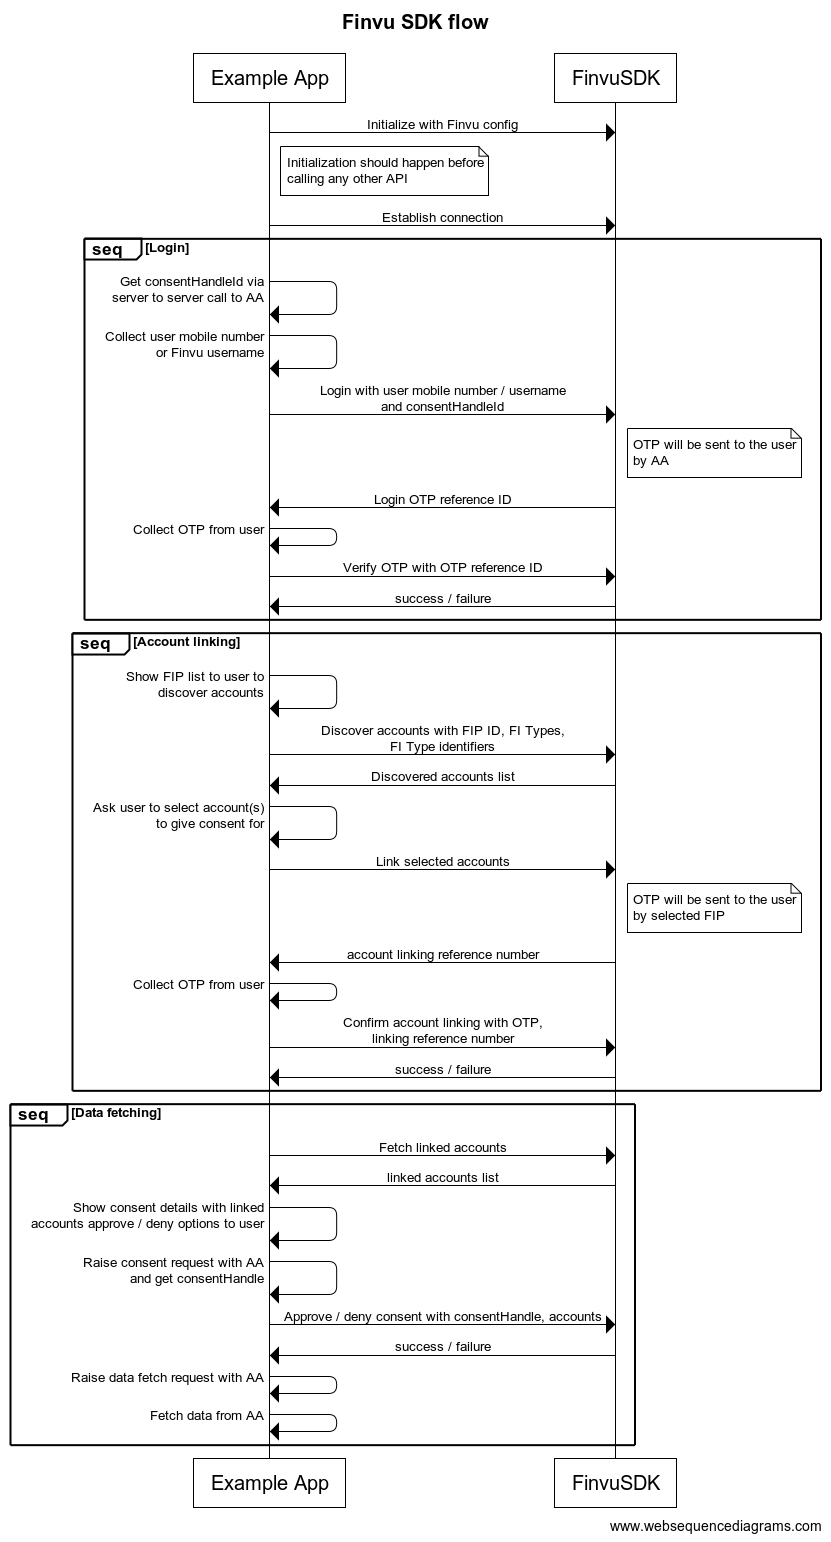 Finvu SDK flow
Example App
FinvuSDK
Initialize with Finvu config
Initialization should happen before
calling any other API
Establish connection
seq
[Login]
Get consentHandleId via
server to server call to AA
Collect user mobile number
or Finvu username
Login with user mobile number / username
and consentHandleId
OTP will be sent to the user
by AA
Login OTP reference ID
Collect OTP from user
Verify OTP with OTP reference ID
success / failure
seq
[Account linking]
Show FIP list to user to
discover accounts
Discover accounts with FIP ID, FI Types,
FI Type identifiers
Discovered accounts list
Ask user to select account(s)
to give consent for
Link selected accounts
OTP will be sent to the user
by selected FIP
account linking reference number
Collect OTP from user
Confirm account linking with OTP,
linking reference number
success / failure
seq
[Data fetching]
Fetch linked accounts
linked accounts list
Show consent details with linked
accounts approve / deny options to user
Raise consent request with AA
and get consentHandle
Approve / deny consent with consentHandle, accounts
success / failure
Raise data fetch request with AA
Fetch data from AA
Example App
FinvuSDK
www.websequencediagrams.com